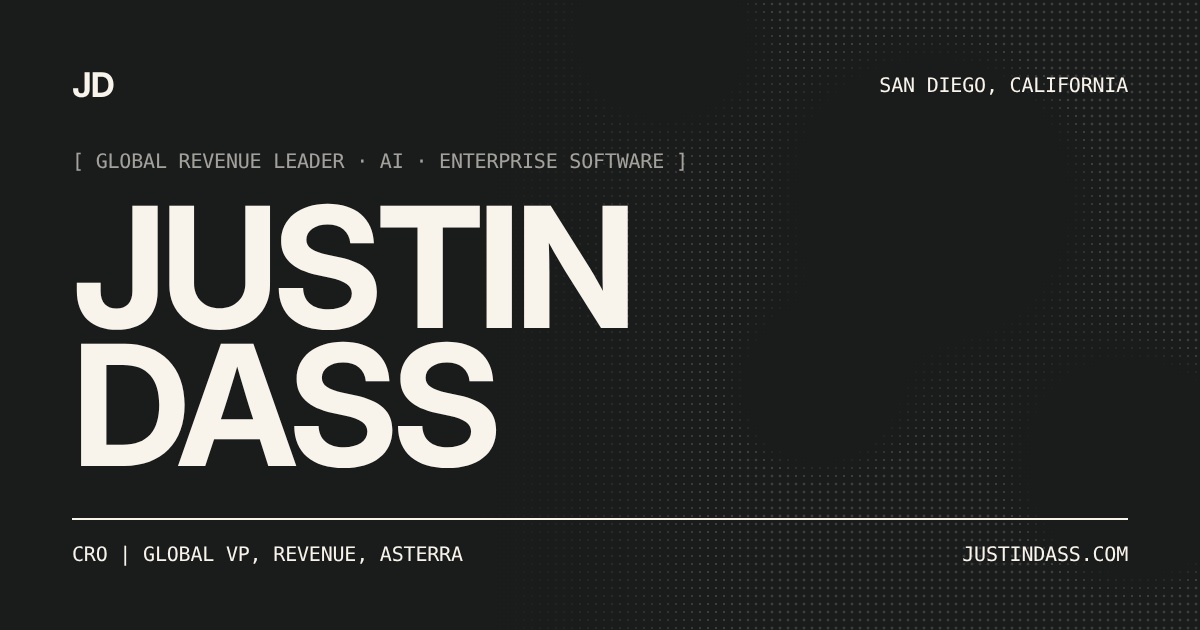 JD
SAN DIEGO, CALIFORNIA
[ GLOBAL REVENUE LEADER · AI · ENTERPRISE SOFTWARE ]
JUSTIN
DASS
CRO | GLOBAL VP, REVENUE, ASTERRA
JUSTINDASS.COM